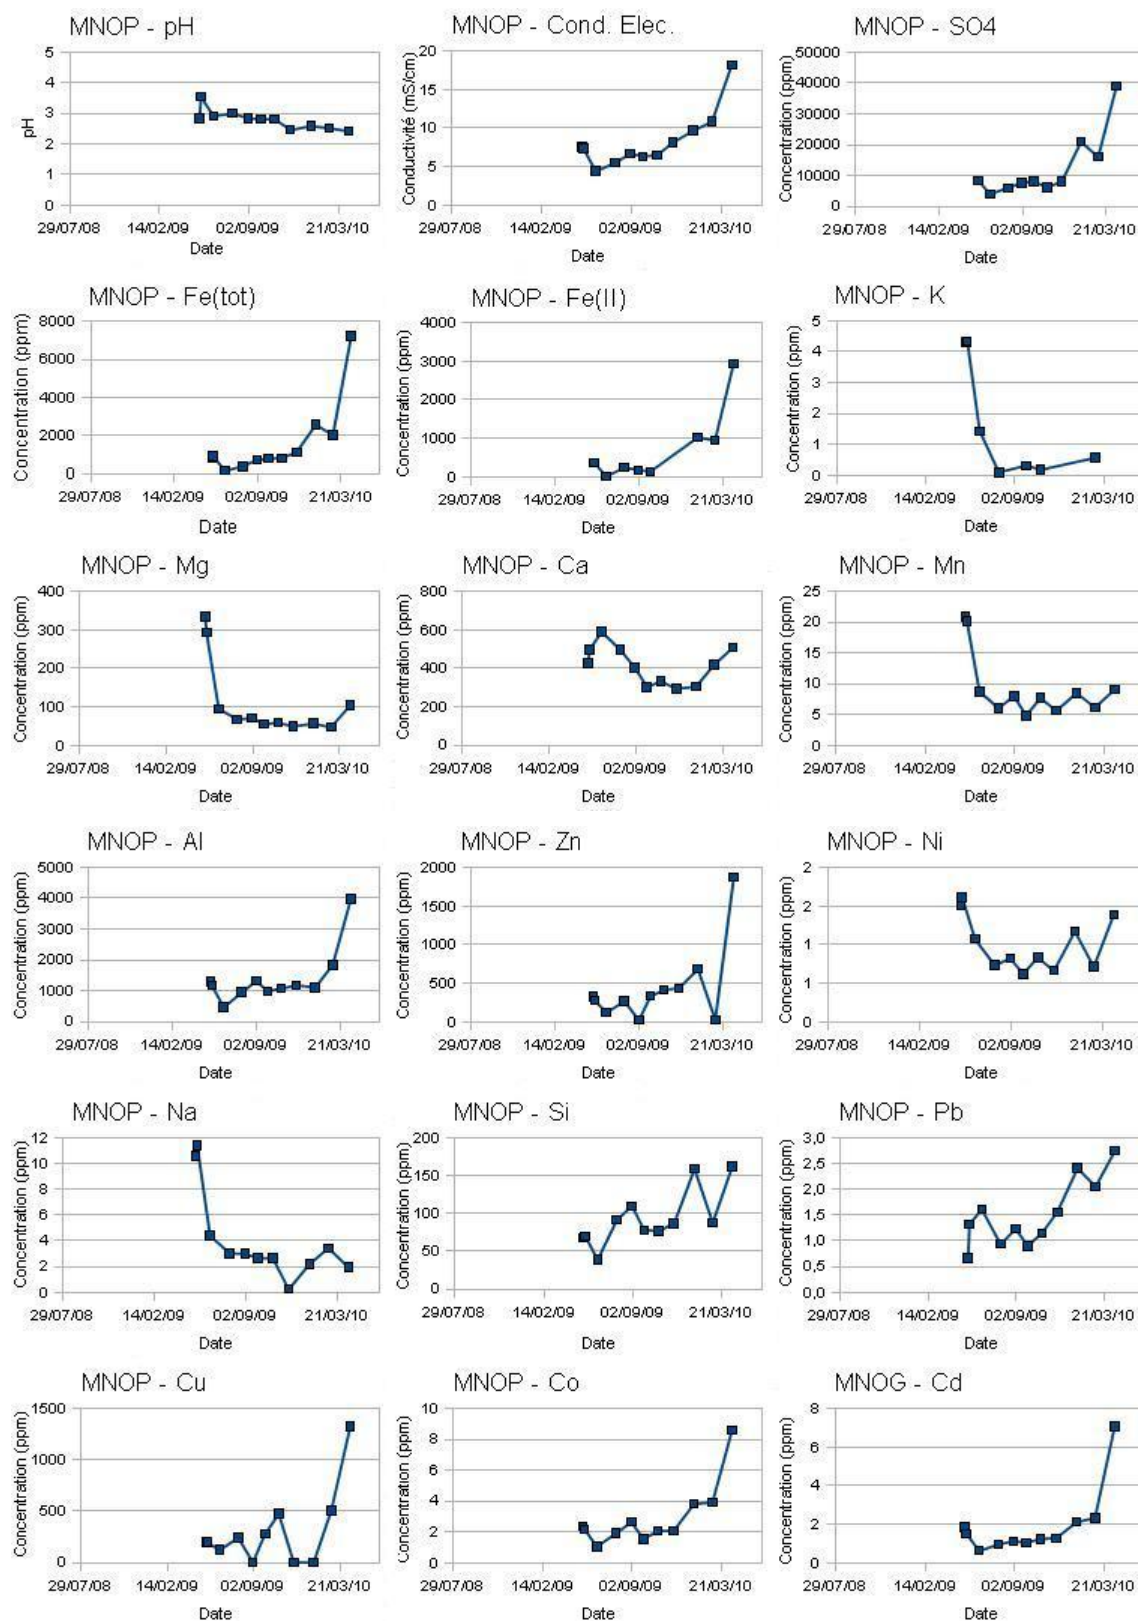 MNOP - pH
pH
5
4
3
2
1
0
29/07/08 14/02/09 02/09/09 21/03/10
Date
MNOP - Cond. Elec.
Conductivité (mS/cm)
20
15
10
5
0
29/07/08 14/02/09 02/09/09 21/03/10
Date
MNOP - SO4
Concentration (ppm)
50000
40000
30000
20000
10000
0
29/07/08 14/02/09 02/09/09 21/03/10
Date
MNOP - Fe(tot)
Concentration (ppm)
8000
6000
4000
2000
0
29/07/08 14/02/09 02/09/09 21/03/10
Date
MNOP - Fe(II)
Concentration (ppm)
4000
3000
2000
1000
0
29/07/08 14/02/09 02/09/09 21/03/10
Date
MNOP - K
Concentration (ppm)
5
4
3
2
1
0
29/07/08 14/02/09 02/09/09 21/03/10
Date
MNOP - Mg
Concentration (ppm)
400
300
200
100
0
29/07/08 14/02/09 02/09/09 21/03/10
Date
MNOP - Ca
Concentration (ppm)
800
600
400
200
0
29/07/08 14/02/09 02/09/09 21/03/10
Date
MNOP - Mn
Concentration (ppm)
25
20
15
10
5
0
29/07/08 14/02/09 02/09/09 21/03/10
Date
MNOP - Al
Concentration (ppm)
5000
4000
3000
2000
1000
0
29/07/08 14/02/09 02/09/09 21/03/10
Date
MNOP - Zn
Concentration (ppm)
2000
1500
1000
500
0
29/07/08 14/02/09 02/09/09 21/03/10
Date
MNOP - Ni
Concentration (ppm)
2
2
1
1
0
29/07/08 14/02/09 02/09/09 21/03/10
Date
MNOP - Na
Concentration (ppm)
12
10
8
6
4
2
0
29/07/08 14/02/09 02/09/09 21/03/10
Date
MNOP - Si
Concentration (ppm)
200
150
100
50
0
29/07/08 14/02/09 02/09/09 21/03/10
Date
MNOP - Pb
Concentration (ppm)
3,0
2,5
2,0
1,5
1,0
0,5
0,0
29/07/08 14/02/09 02/09/09 21/03/10
Date
MNOP - Cu
Concentration (ppm)
1500
1000
500
0
29/07/08 14/02/09 02/09/09 21/03/10
Date
MNOP - Co
Concentration (ppm)
10
8
6
4
2
0
29/07/08 14/02/09 02/09/09 21/03/10
Date
MNOG - Cd
Concentration (ppm)
8
6
4
2
0
29/07/08 14/02/09 02/09/09 21/03/10
Date